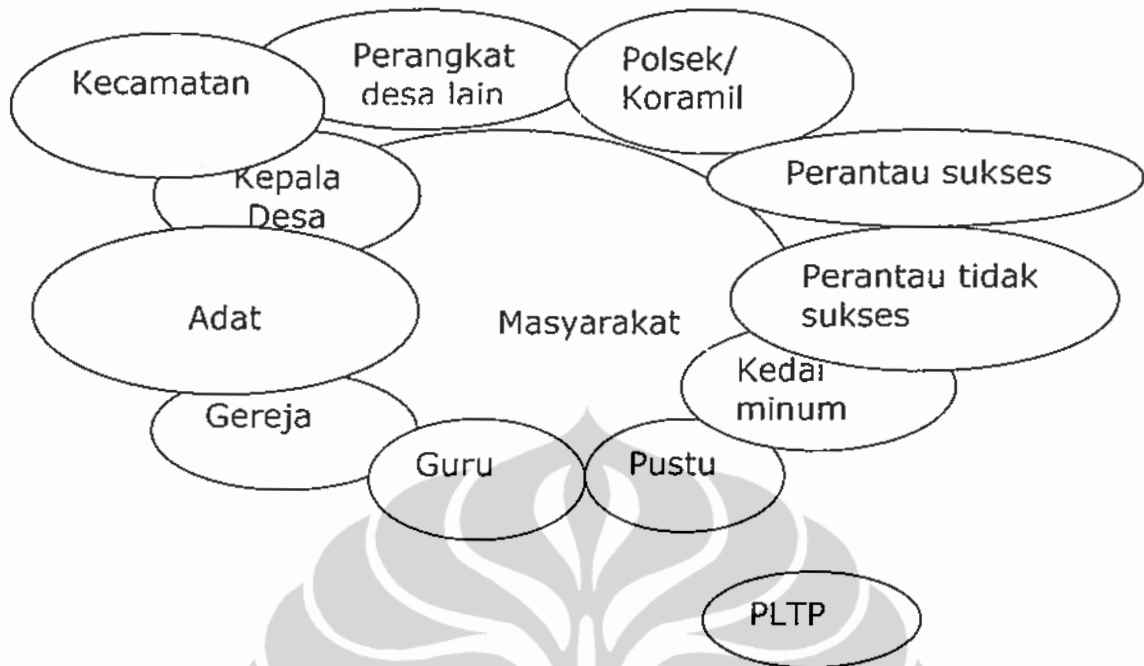 Kecamatan
Perangkat
desa lain
Polsek/
Koramil
Kepala
Desa
Perantau sukses
Adat
Masyarakat
Perantau tidak
sukses
Kedai
minum
Gereja
Guru
Pustu
PLTP